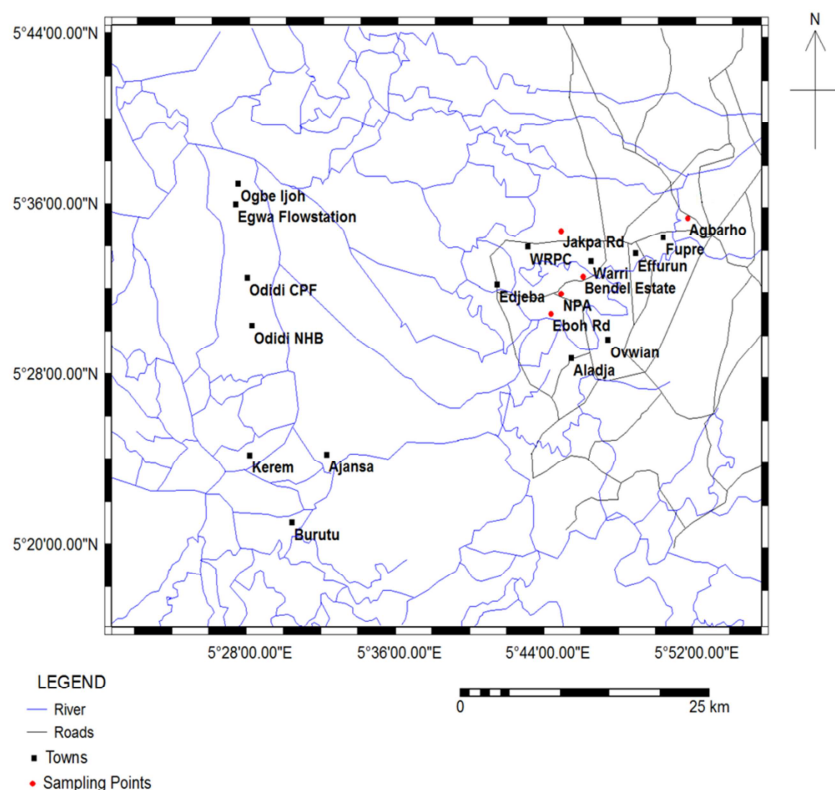 N
5°44'00.00"N
5°36'00.00"N
5°28'00.00"N
5°20'00.00"N
Ogbe Ijoh
Egwa Flowstation
Agbarho
Jakpa Rd
Fupre
WRPC
Effurun
Warri
Odidi CPF
Bendel Estate
Edjeba
NPA
Eboh Rd
Odidi NHB
Ovwian
Aladja
Kerem
Ajansa
Burutu
5°28'00.00"E
5°36'00.00"E
5°44'00.00"E
5°52'00.00"E
LEGEND
River
Roads
Towns
Sampling Points
0
25 km